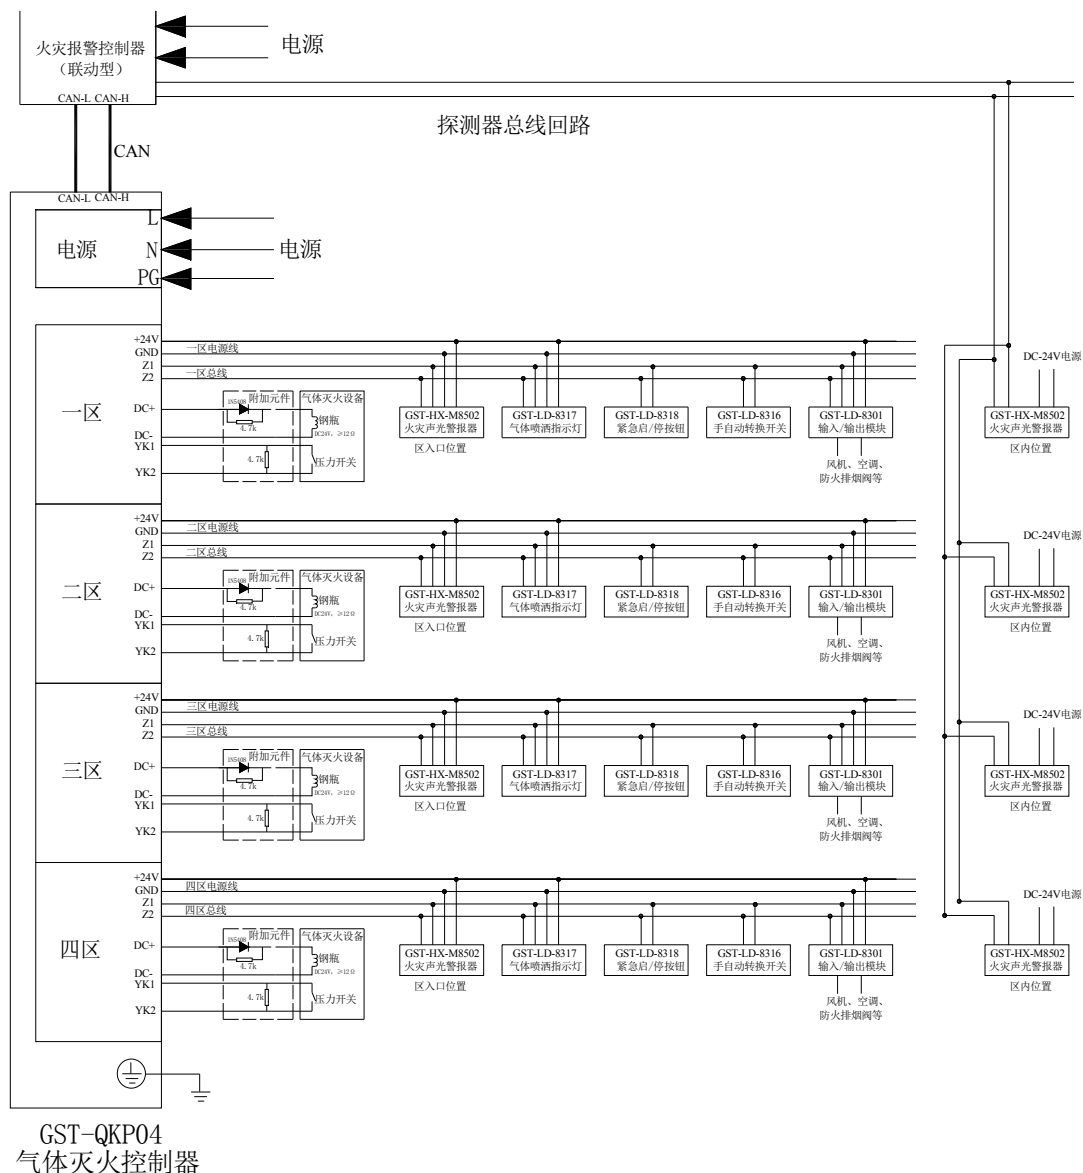 火灾报警控制器
(联动型)
电源
CAN-L CAN-H
探测器总线回路
CAN
CAN-L CAN-H
电源
L
N
PG
电源
一区
+24V
GND
Z1
Z2
DC+
DC-
YK1
YK2
一区电源线
一区总线
1N5408
附加元件
4.7k
4.7k
气体灭火设备
钢瓶
DC24V, ≥12Ω
压力开关
GST-HX-M8502
火灾声光警报器
区入口位置
GST-LD-8317
气体喷洒指示灯
GST-LD-8318
紧急启/停按钮
GST-LD-8316
手自动转换开关
GST-LD-8301
输入/输出模块
风机、空调、
防火排烟阀等
DC-24V电源
GST-HX-M8502
火灾声光警报器
区内位置
二区
+24V
GND
Z1
Z2
DC+
DC-
YK1
YK2
二区电源线
二区总线
1N5408
附加元件
4.7k
4.7k
气体灭火设备
钢瓶
DC24V, ≥12Ω
压力开关
GST-HX-M8502
火灾声光警报器
区入口位置
GST-LD-8317
气体喷洒指示灯
GST-LD-8318
紧急启/停按钮
GST-LD-8316
手自动转换开关
GST-LD-8301
输入/输出模块
风机、空调、
防火排烟阀等
DC-24V电源
GST-HX-M8502
火灾声光警报器
区内位置
三区
+24V
GND
Z1
Z2
DC+
DC-
YK1
YK2
三区电源线
三区总线
1N5408
附加元件
4.7k
4.7k
气体灭火设备
钢瓶
DC24V, ≥12Ω
压力开关
GST-HX-M8502
火灾声光警报器
区入口位置
GST-LD-8317
气体喷洒指示灯
GST-LD-8318
紧急启/停按钮
GST-LD-8316
手自动转换开关
GST-LD-8301
输入/输出模块
风机、空调、
防火排烟阀等
DC-24V电源
GST-HX-M8502
火灾声光警报器
区内位置
四区
+24V
GND
Z1
Z2
DC+
DC-
YK1
YK2
四区电源线
四区总线
1N5408
附加元件
4.7k
4.7k
气体灭火设备
钢瓶
DC24V, ≥12Ω
压力开关
GST-HX-M8502
火灾声光警报器
区入口位置
GST-LD-8317
气体喷洒指示灯
GST-LD-8318
紧急启/停按钮
GST-LD-8316
手自动转换开关
GST-LD-8301
输入/输出模块
风机、空调、
防火排烟阀等
DC-24V电源
GST-HX-M8502
火灾声光警报器
区内位置
GST-QKP04
气体灭火控制器